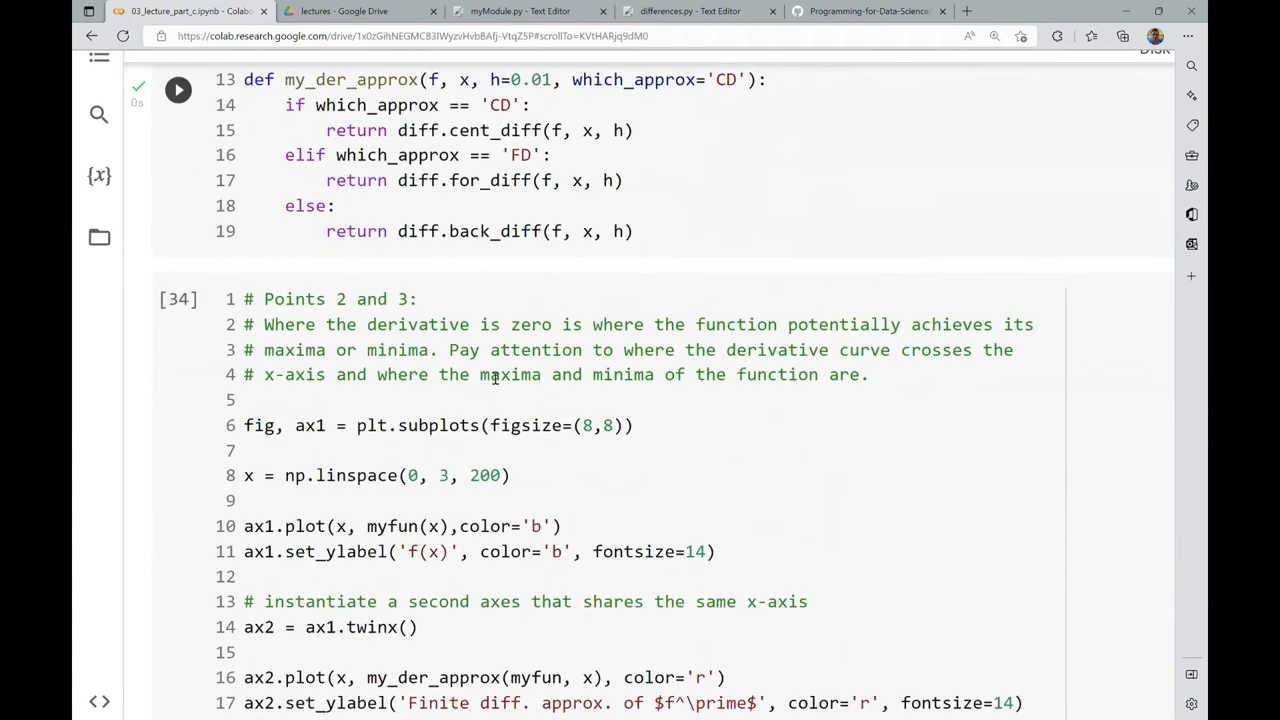 03_lecture_part_c.ipynb - Colabo
lectures - Google Drive
myModule.py - Text Editor
differences.py - Text Editor
Programming-for-Data-Science/
https://colab.research.google.com/drive/1x0zGihNEGMCB3IWyzvHvbBAfj-VtqZ5P#scrollTo=KVtHARjq9dM0
0s
13 def my_der_approx(f, x, h=0.01, which_approx='CD'):
14 if which_approx == 'CD':
15 return diff.cent_diff(f, x, h)
16 elif which_approx == 'FD':
17 return diff.for_diff(f, x, h)
18 else:
19 return diff.back_diff(f, x, h)
{x}
[34]
1 # Points 2 and 3:
2 # Where the derivative is zero is where the function potentially achieves its
3 # maxima or minima. Pay attention to where the derivative curve crosses the
4 # x-axis and where the maxima and minima of the function are.
5
6 fig, ax1 = plt.subplots(figsize=(8,8))
7
8 x = np.linspace(0, 3, 200)
9
10 ax1.plot(x, myfun(x),color='b')
11 ax1.set_ylabel('f(x)', color='b', fontsize=14)
12
13 # instantiate a second axes that shares the same x-axis
14 ax2 = ax1.twinx()
15
16 ax2.plot(x, my_der_approx(myfun, x), color='r')
17 ax2.set_ylabel('Finite diff. approx. of $f^\prime$', color='r', fontsize=14)